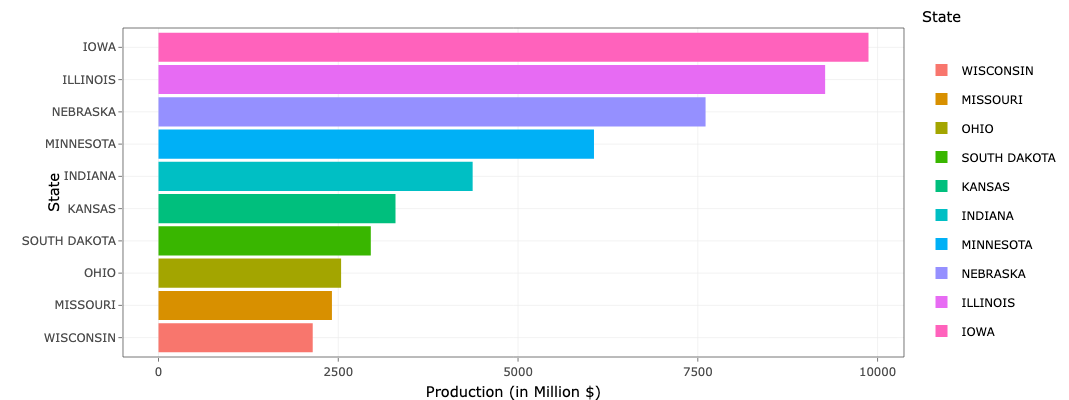 State
IOWA
ILLINOIS
NEBRASKA
MINNESOTA
INDIANA
KANSAS
SOUTH DAKOTA
OHIO
MISSOURI
WISCONSIN
0 2500 5000 7500 10000
Production (in Million $)
State
WISCONSIN
MISSOURI
OHIO
SOUTH DAKOTA
KANSAS
INDIANA
MINNESOTA
NEBRASKA
ILLINOIS
IOWA